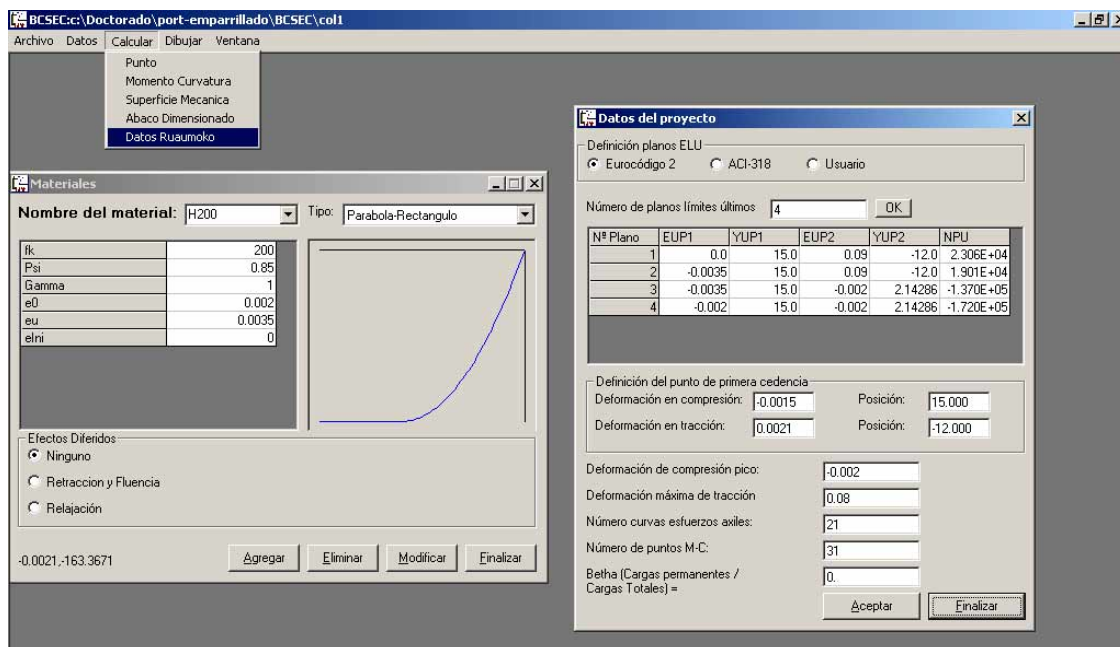 BCSEC:c:\Doctorado\port-emparrillado\BCSEC\col1
Archivo Datos Calcular Dibujar Ventana
Punto
Momento Curvatura
Superficie Mecanica
Abaco Dimensionado
Datos Ruaumoko
Materiales
Nombre del material: H200 Tipo: Parabola-Rectangulo
fk 200
Psi 0.85
Gamma 1
e0 0.002
eu 0.0035
eIni 0
Efectos Diferidos
Ninguno
Retraccion y Fluencia
Relajación
-0.0021,-163.3671 Agregar Eliminar Modificar Finalizar
Datos del proyecto
Definición planos ELU
Eurocódigo 2 ACI-318 Usuario
Número de planos límites últimos 4 OK
Nº Plano EUP1 YUP1 EUP2 YUP2 NPU
1 0.0 15.0 0.09 -12.0 2.306E+04
2 -0.0035 15.0 0.09 -12.0 1.901E+04
3 -0.0035 15.0 -0.002 2.14286 -1.370E+05
4 -0.002 15.0 -0.002 2.14286 -1.720E+05
Definición del punto de primera cedencia
Deformación en compresión: -0.0015 Posición: 15.000
Deformación en tracción: 0.0021 Posición: -12.000
Deformación de compresión pico: -0.002
Deformación máxima de tracción 0.08
Número curvas esfuerzos axiles: 21
Número de puntos M-C: 31
Betha (Cargas permanentes / Cargas Totales) = 0.
Aceptar Finalizar